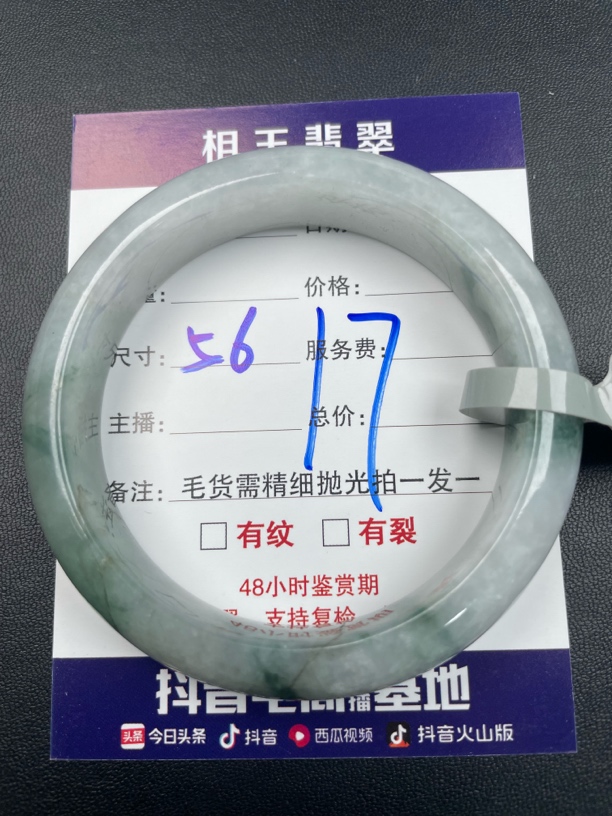 相玉翡翠
价格:
尺寸: 56 服务费:
17
主播: 总价:
备注: 毛货需精细抛光拍一发一
□有纹 □有裂
48小时鉴赏期
支持复检
抖音 基地
头条 今日头条 抖音 西瓜视频 抖音火山版